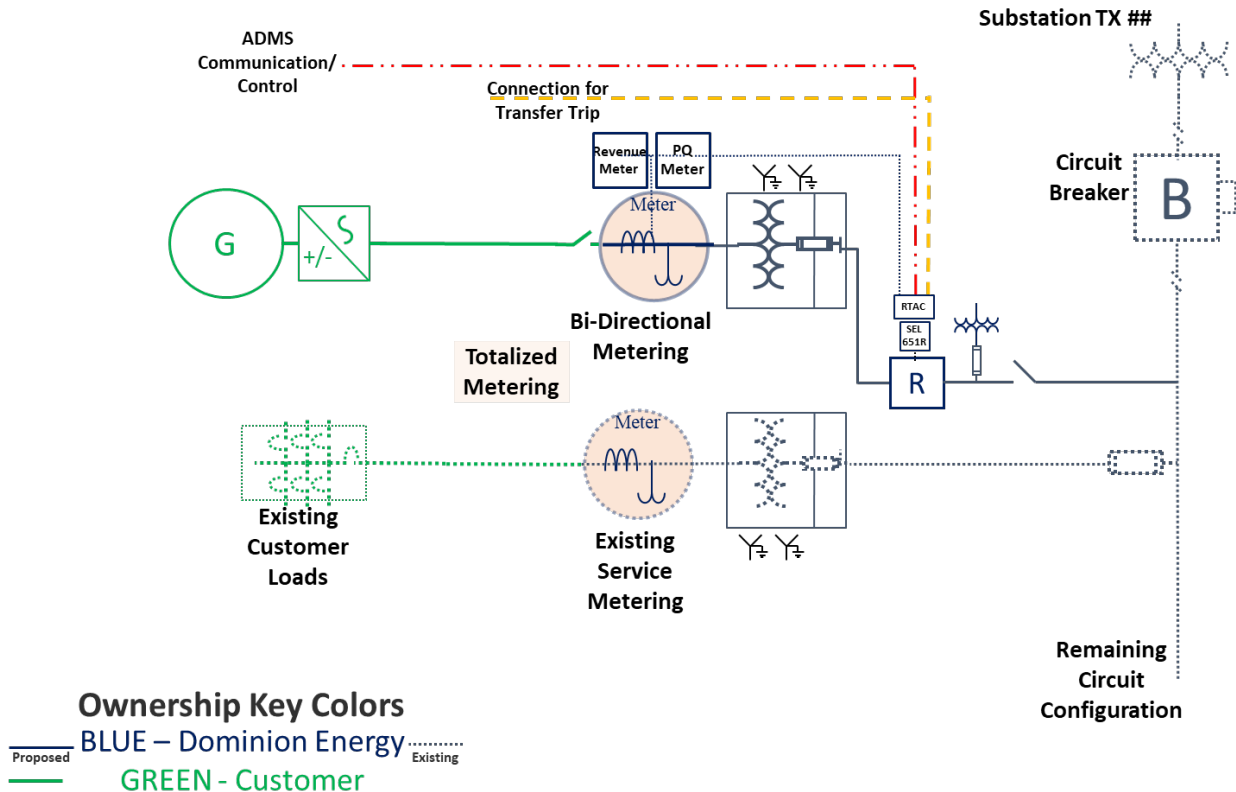 Substation TX ##
ADMS
Communication/
Control
Connection for
Transfer Trip
Revenue
Meter
PQ
Meter
Circuit
Breaker
B
Meter
G
+/-
RTAC
SEL
651R
Bi-Directional
Metering
Totalized
Metering
R
Meter
Existing
Customer
Loads
Existing
Service
Metering
Remaining
Circuit
Configuration
Ownership Key Colors
BLUE – Dominion Energy
Proposed
Existing
GREEN - Customer